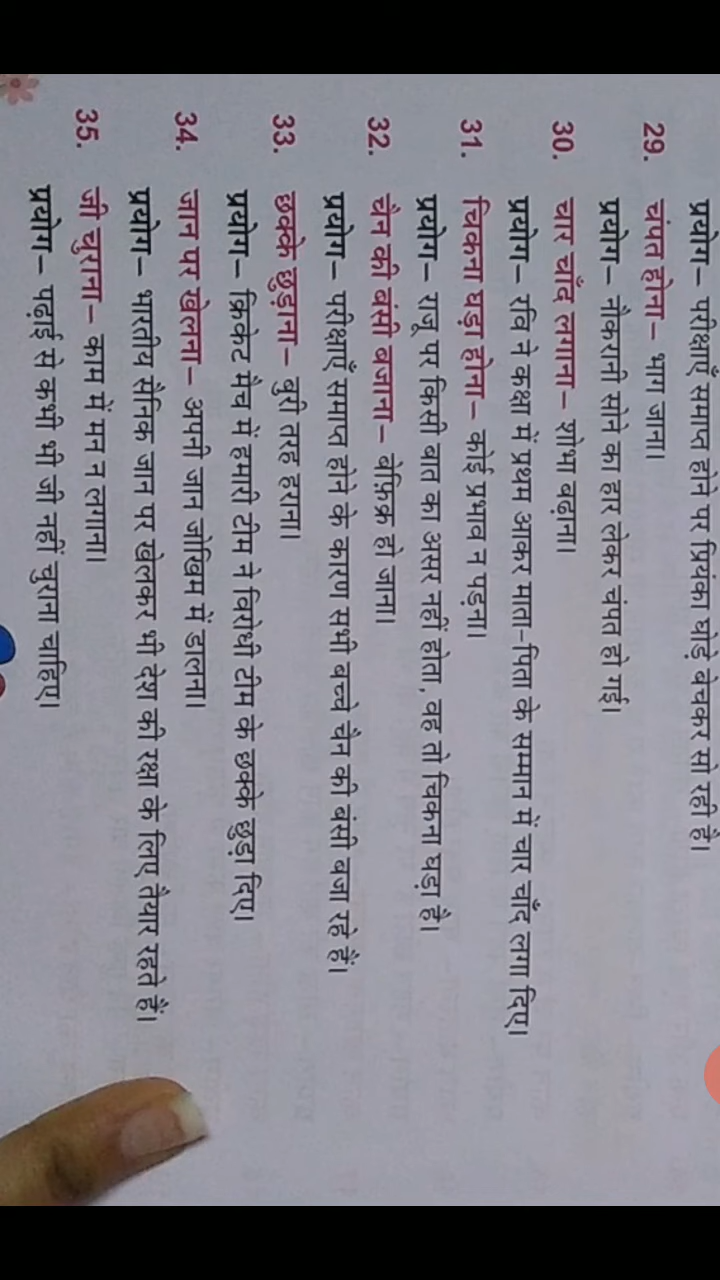 प्रयोग– परीक्षाएँ समाप्त होने पर प्रियंका घोड़े बेचकर सो रही है।
29. चंपत होना– भाग जाना।
प्रयोग– नौकरानी सोने का हार लेकर चंपत हो गई।
30. चार चाँद लगाना– शोभा बढ़ाना।
प्रयोग– रवि ने कक्षा में प्रथम आकर माता-पिता के सम्मान में चार चाँद लगा दिए।
31. चिकना घड़ा होना– कोई प्रभाव न पड़ना।
प्रयोग– राजू पर किसी बात का असर नहीं होता, वह तो चिकना घड़ा है।
32. चैन की बंसी बजाना– बेफ़िक्र हो जाना।
प्रयोग– परीक्षाएँ समाप्त होने के कारण सभी बच्चे चैन की बंसी बजा रहे हैं।
33. छक्के छुड़ाना– बुरी तरह हराना।
प्रयोग– क्रिकेट मैच में हमारी टीम ने विरोधी टीम के छक्के छुड़ा दिए।
34. जान पर खेलना– अपनी जान जोखिम में डालना।
प्रयोग– भारतीय सैनिक जान पर खेलकर भी देश की रक्षा के लिए तैयार रहते हैं।
35. जी चुराना– काम में मन न लगाना।
प्रयोग– पढ़ाई से कभी भी जी नहीं चुराना चाहिए।